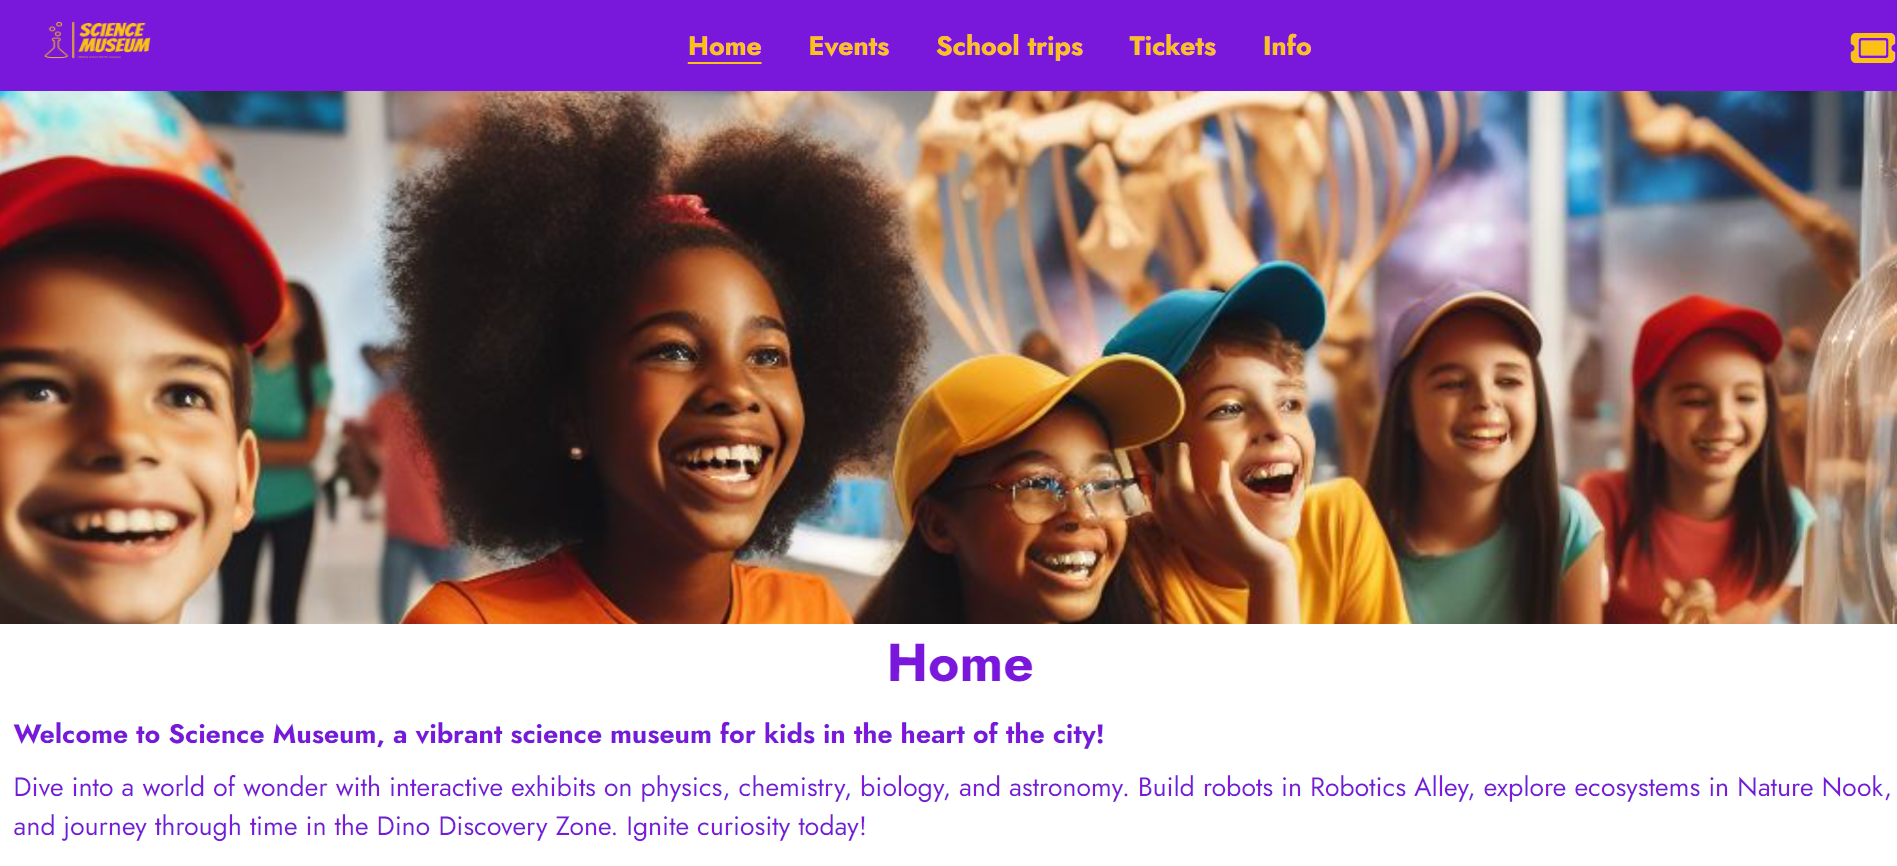 SCIENCE
MUSEUM
Home Events School trips Tickets Info
Home
Welcome to Science Museum, a vibrant science museum for kids in the heart of the city!
Dive into a world of wonder with interactive exhibits on physics, chemistry, biology, and astronomy. Build robots in Robotics Alley, explore ecosystems in Nature Nook,
and journey through time in the Dino Discovery Zone. Ignite curiosity today!